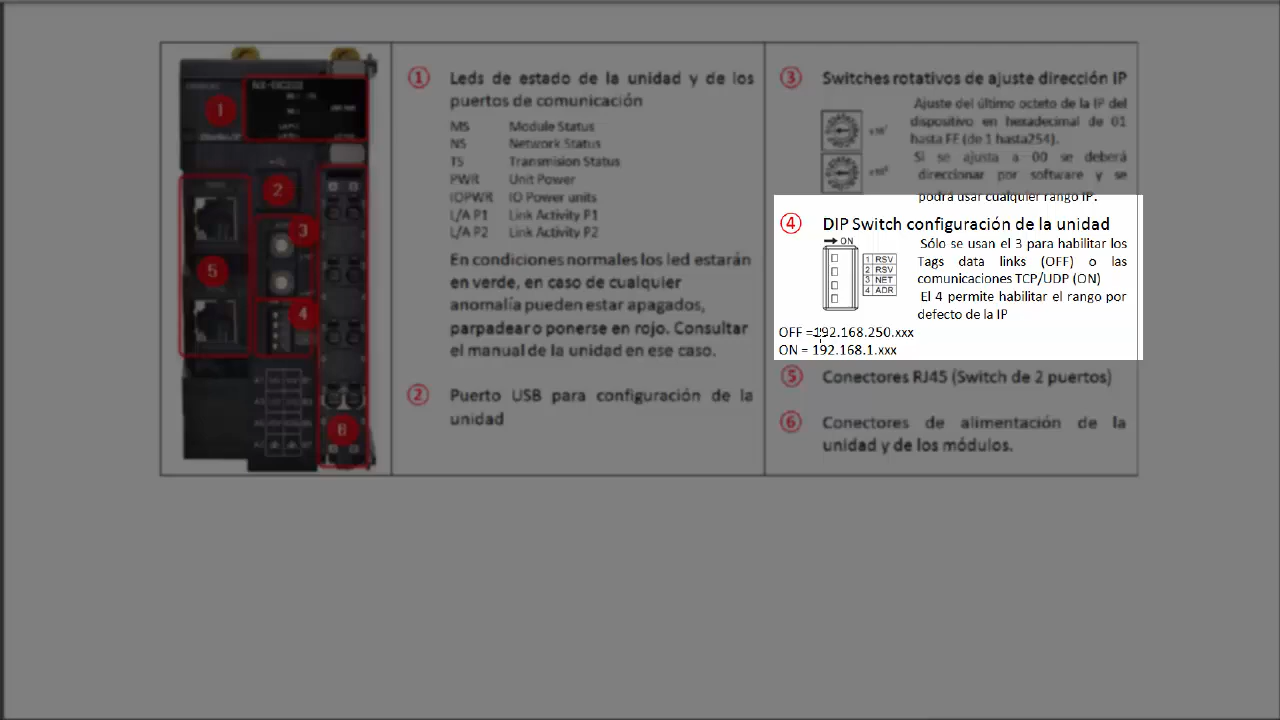 1
2
3
4
5
6
① Leds de estado de la unidad y de los
puertos de comunicación
MS Module Status
NS Network Status
TS Transmision Status
PWR Unit Power
IOPWR IO Power units
L/A P1 Link Activity P1
L/A P2 Link Activity P2
En condiciones normales los led estarán
en verde, en caso de cualquier
anomalía pueden estar apagados,
parpadear o ponerse en rojo. Consultar
el manual de la unidad en ese caso.
② Puerto USB para configuración de la
unidad
③ Switches rotativos de ajuste dirección IP
Ajuste del último octeto de la IP del
dispositivo en hexadecimal de 01
hasta FE (de 1 hasta254).
Si se ajusta a 00 se deberá
direccionar por software y se
podrá usar cualquier rango IP.
④ DIP Switch configuración de la unidad
ON
1 RSV
2 RSV
3 NET
4 ADR
Sólo se usan el 3 para habilitar los
Tags data links (OFF) o las
comunicaciones TCP/UDP (ON)
El 4 permite habilitar el rango por
defecto de la IP
OFF =192.168.250.xxx
ON = 192.168.1.xxx
⑤ Conectores RJ45 (Switch de 2 puertos)
⑥ Conectores de alimentación de la
unidad y de los módulos.